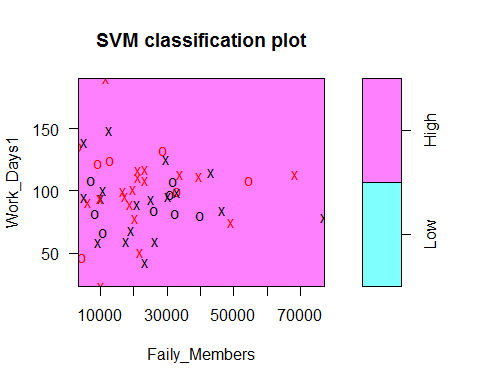 SVM classification plot
Work_Days1
150
100
50
10000 30000 50000 70000
Faily_Members
High
Low